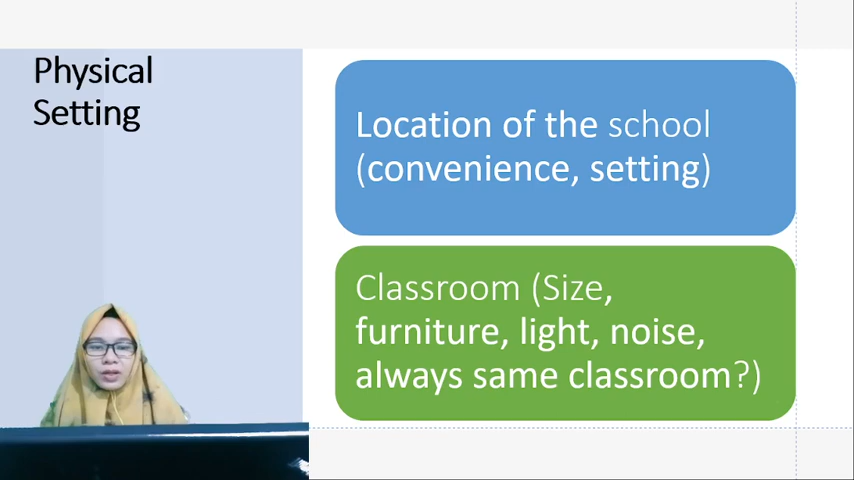 Physical
Setting
Location of the school
(convenience, setting)
Classroom (Size,
furniture, light, noise,
always same classroom?)